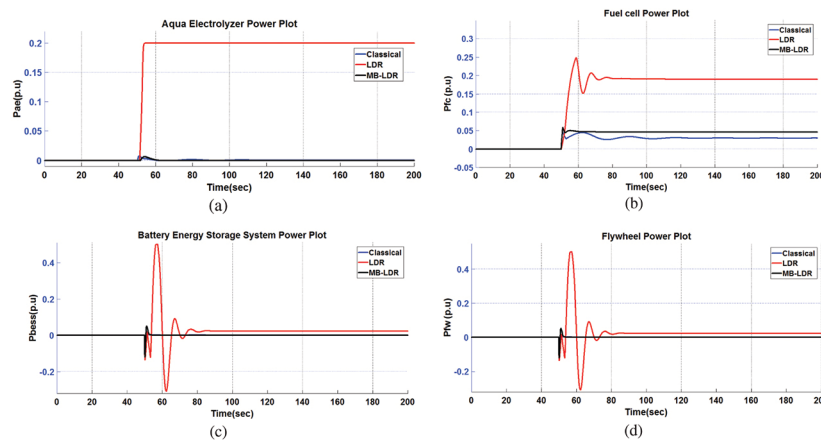 Aqua Electrolyzer Power Plot
Pae(p.u)
0.2
0.15
0.1
0.05
0
Classical
LDR
MB-LDR
0 20 40 60 80 100 120 140 160 180 200
Time(sec)
(a)
Fuel cell Power Plot
Pfc (p.u)
0.3
0.25
0.2
0.15
0.1
0.05
0
-0.05
Classical
LDR
MB-LDR
0 20 40 60 80 100 120 140 160 180 200
Time(sec)
(b)
Battery Energy Storage System Power Plot
Pbess(p.u)
0.4
0.2
0
-0.2
Classical
LDR
MB-LDR
0 20 40 60 80 100 120 140 160 180 200
Time(sec)
(c)
Flywheel Power Plot
Pfw (p.u)
0.4
0.2
0
-0.2
Classical
LDR
MB-LDR
0 20 40 60 80 100 120 140 160 180 200
Time(sec)
(d)